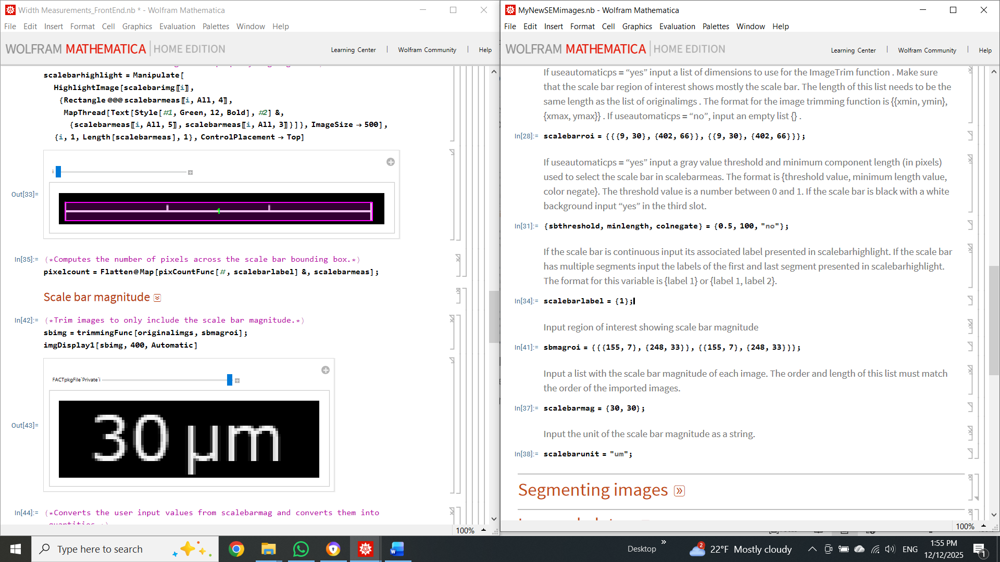 Width Measurements_FrontEnd.nb * - Wolfram Mathematica
File Edit Insert Format Cell Graphics Evaluation Palettes Window Help
WOLFRAM MATHEMATICA | HOME EDITION
Learning Center | Wolfram Community | Help
scalebarhighlight = Manipulate[
HighlightImage[scalebarimg〚i〛,
{Rectangle @@@ scalebarmeas〚i, All, 4〛,
MapThread[Text[Style[#1, Green, 12, Bold], #2] &,
{scalebarmeas〚i, All, 5〛, scalebarmeas〚i, All, 3〛}]}, ImageSize → 500],
{i, 1, Length[scalebarmeas], 1}, ControlPlacement → Top]
i
Out[33]=
1
In[35]:= (*Computes the number of pixels across the scale bar bounding box.*)
pixelcount = Flatten@Map[pixCountFunc[#, scalebarlabel] &, scalebarmeas];
Scale bar magnitude
In[42]:= (*Trim images to only include the scale bar magnitude.*)
sbimg = trimmingFunc[originalimgs, sbmagroi];
imgDisplay1[sbimg, 400, Automatic]
FACTpkgFile`Private`i
Out[43]=
30 µm
In[44]:= (*Converts the user input values from scalebarmag and converts them into
100%
MyNewSEMimages.nb - Wolfram Mathematica
File Edit Insert Format Cell Graphics Evaluation Palettes Window Help
WOLFRAM MATHEMATICA | HOME EDITION
Learning Center | Wolfram Community | Help
If useautomaticps = “yes” input a list of dimensions to use for the ImageTrim function . Make sure
that the scale bar region of interest shows mostly the scale bar. The length of this list needs to be the
same length as the list of originalimgs . The format for the image trimming function is {{xmin, ymin},
{xmax, ymax}} . If useautomaticps = “no”, input an empty list {} .
In[28]:= scalebarroi = {{{9, 30}, {402, 66}}, {{9, 30}, {402, 66}}};
If useautomaticps = “yes” input a gray value threshold and minimum component length (in pixels)
used to select the scale bar in scalebarmeas. The format is {threshold value, minimum length value,
color negate}. The threshold value is a number between 0 and 1. If the scale bar is black with a white
background input “yes” in the third slot.
In[31]:= {sbthreshold, minlength, colnegate} = {0.5, 100, "no"};
If the scale bar is continuous input its associated label presented in scalebarhighlight. If the scale bar
has multiple segments input the labels of the first and last segment presented in scalebarhighlight.
The format for this variable is {label 1} or {label 1, label 2}.
In[34]:= scalebarlabel = {1};
Input region of interest showing scale bar magnitude
In[41]:= sbmagroi = {{{155, 7}, {248, 33}}, {{155, 7}, {248, 33}}};
Input a list with the scale bar magnitude of each image. The order and length of this list must match
the order of the imported images.
In[37]:= scalebarmag = {30, 30};
Input the unit of the scale bar magnitude as a string.
In[38]:= scalebarunit = "um";
Segmenting images
100%
Type here to search
Desktop
2
22°F Mostly cloudy
ENG
1:55 PM
12/12/2025
1